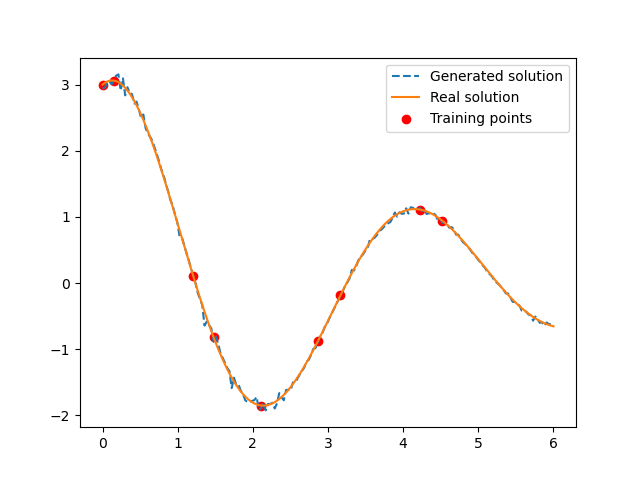 Generated solution
Real solution
Training points
3
2
1
0
−1
−2
0 1 2 3 4 5 6